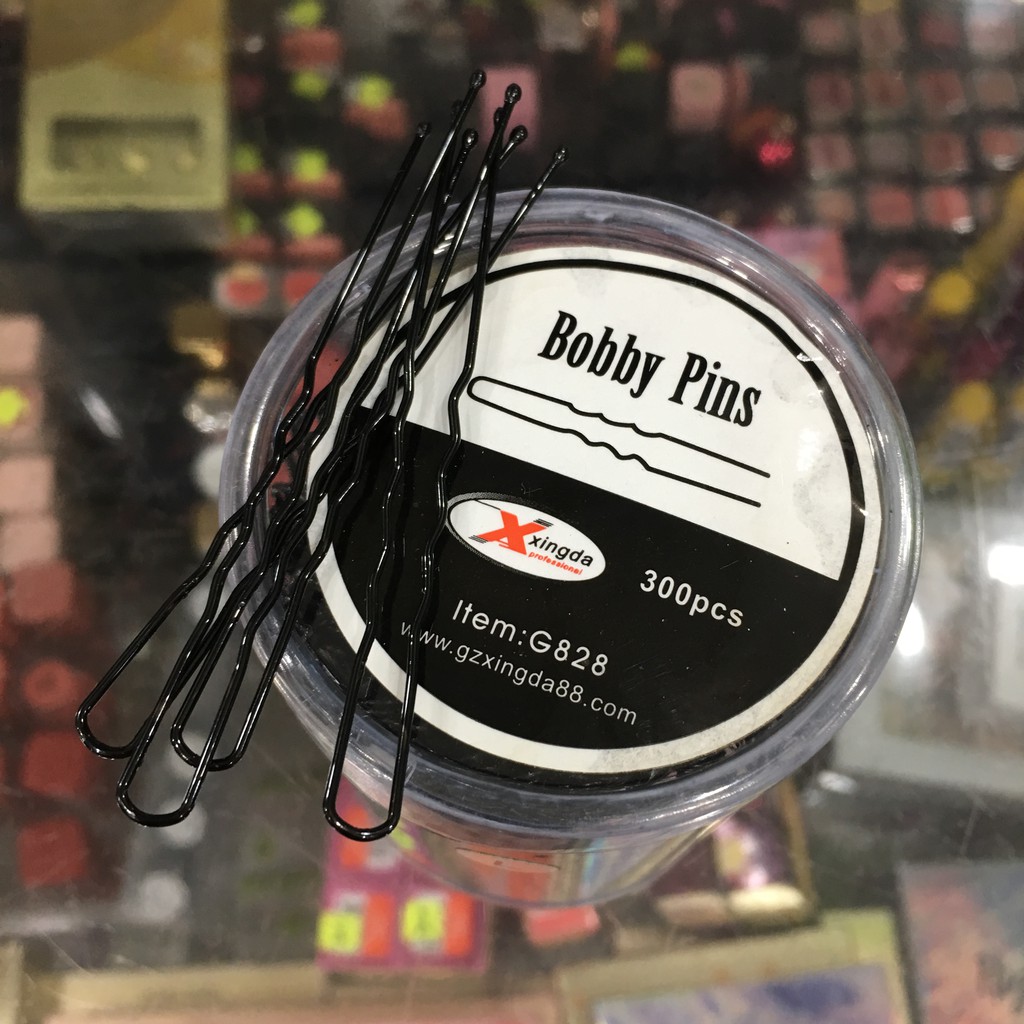 Bobby Pins
X xingda
professional
300pcs
Item:G828
www.gzxingda88.com